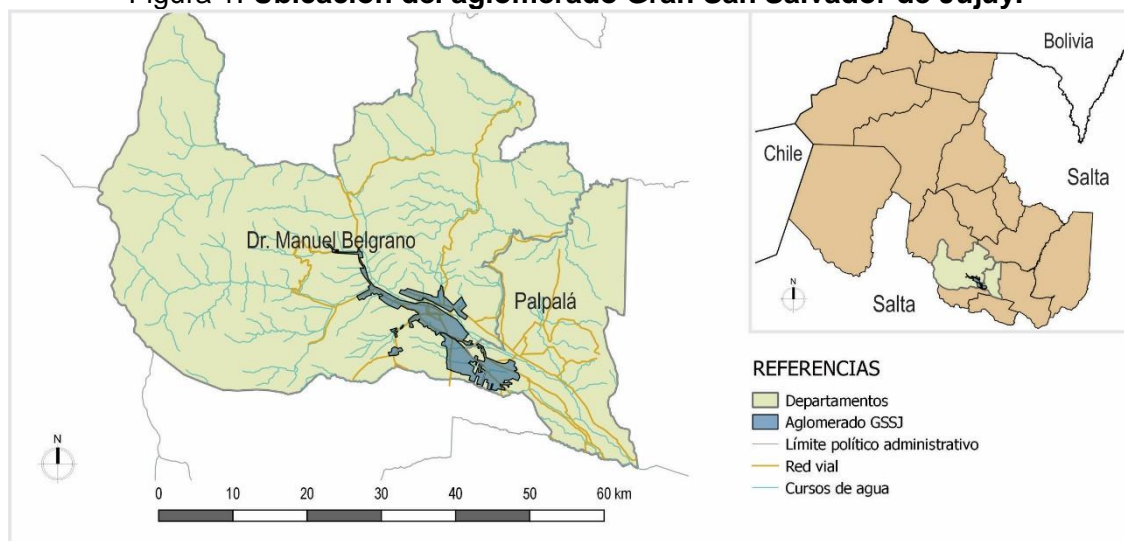 Figura 1. Ubicación del aglomerado Gran San Salvador de Jujuy.
Dr. Manuel Belgrano
Palpalá
N
0 10 20 30 40 50 60 km
Bolivia
Chile
Salta
Salta
N
REFERENCIAS
Departamentos
Aglomerado GSSJ
Límite político administrativo
Red vial
Cursos de agua